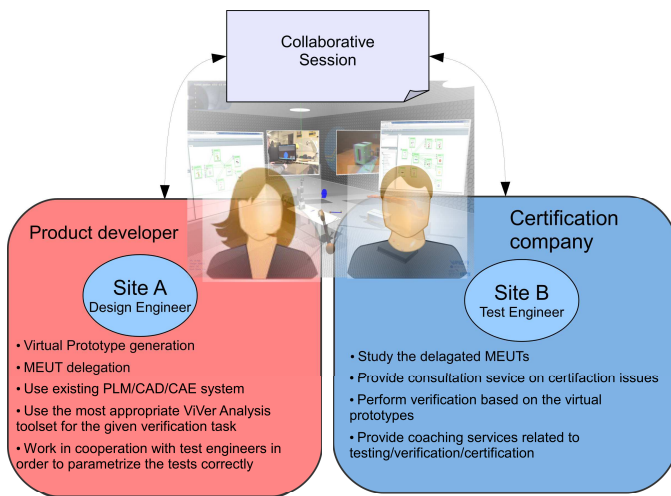 Collaborative
Session
Product developer
Site A
Design Engineer
• Virtual Prototype generation
• MEUT delegation
• Use existing PLM/CAD/CAE system
• Use the most appropriate ViVer Analysis
toolset for the given verification task
• Work in cooperation with test engineers in
order to parametrize the tests correctly
Certification
company
Site B
Test Engineer
• Study the delagated MEUTs
• Provide consultation sevice on certifaction issues
• Perform verification based on the virtual
prototypes
• Provide coaching services related to
testing/verification/certification